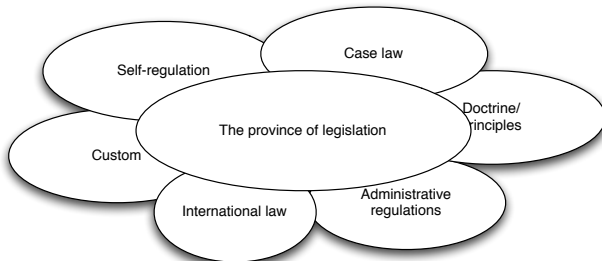 Case law
Self-regulation
Doctrine/
rinciples
The province of legislation
Custom
Administrative
regulations
International law